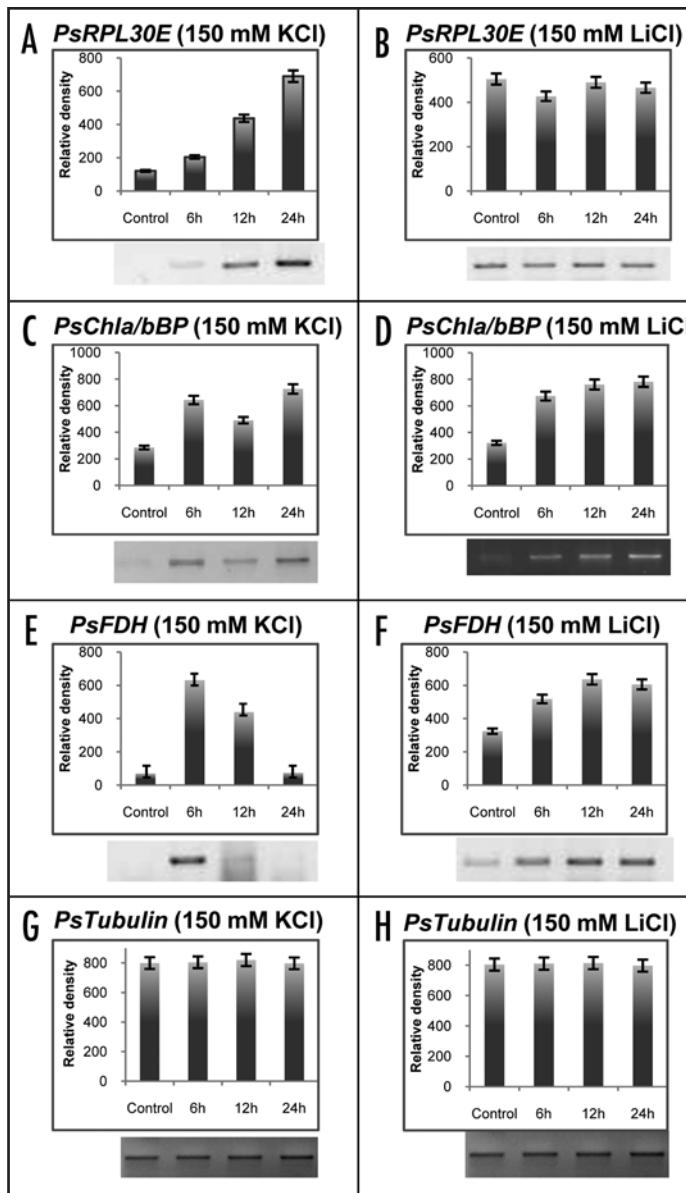 A PsRPL30E (150 mM KCl)
Relative density
800
600
400
200
0
Control 6h 12h 24h
B PsRPL30E (150 mM LiCl)
Relative density
600
400
200
0
Control 6h 12h 24h
C PsChla/bBP (150 mM KCl)
Relative density
1000
800
600
400
200
0
Control 6h 12h 24h
D PsChla/bBP (150 mM LiCl
Relative density
1000
800
600
400
200
0
Control 6h 12h 24h
E PsFDH (150 mM KCl)
Relative density
800
600
400
200
0
Control 6h 12h 24h
F PsFDH (150 mM LiCl)
Relative density
800
600
400
200
0
Control 6h 12h 24h
G PsTubulin (150 mM KCl)
Relative density
800
600
400
200
0
Control 6h 12h 24h
H PsTubulin (150 mM LiCl)
Relative density
800
600
400
200
0
Control 6h 12h 24h